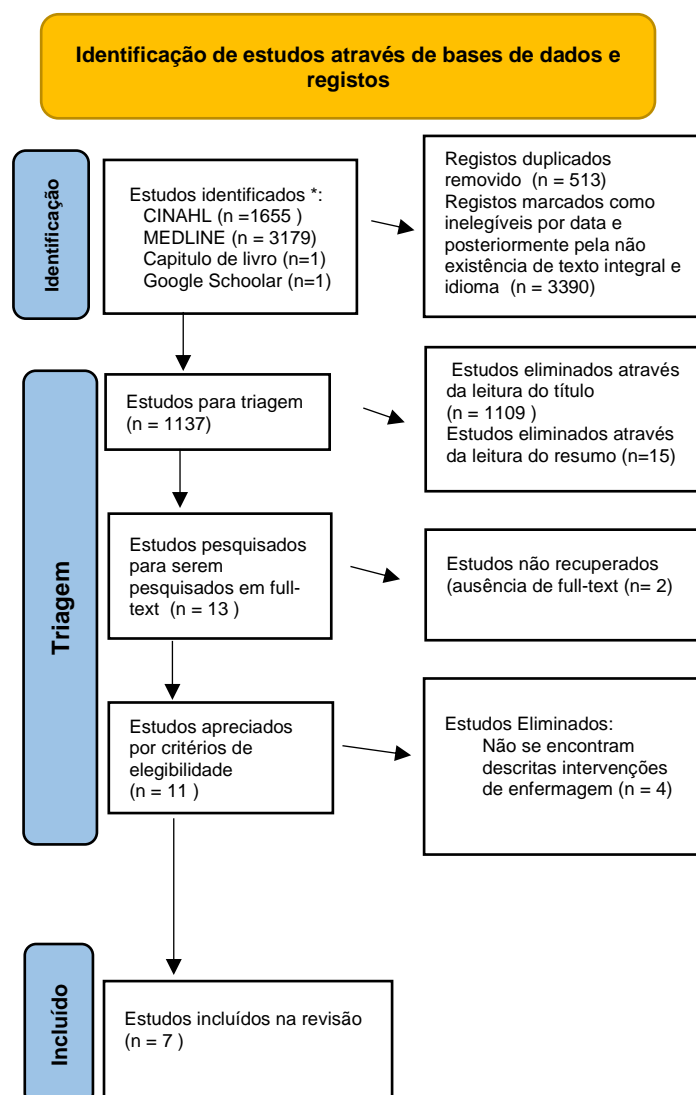 Identificação de estudos através de bases de dados e
registos
Identificação
Estudos identificados *:
CINAHL (n =1655 )
MEDLINE (n = 3179)
Capitulo de livro (n=1)
Google Schoolar (n=1)
Registos duplicados
removido  (n = 513)
Registos marcados como
inelegíveis por data e
posteriormente pela não
existência de texto integral e
idioma  (n = 3390)
Triagem
Estudos para triagem
(n = 1137)
Estudos eliminados através
da leitura do título
(n = 1109 )
Estudos eliminados através
da leitura do resumo (n=15)
Estudos pesquisados
para serem
pesquisados em full-
text  (n = 13 )
Estudos não recuperados
(ausência de full-text (n= 2)
Estudos apreciados
por critérios de
elegibilidade
(n = 11 )
Estudos Eliminados:
Não se encontram
descritas intervenções
de enfermagem (n = 4)
Incluído
Estudos incluídos na revisão
(n = 7 )